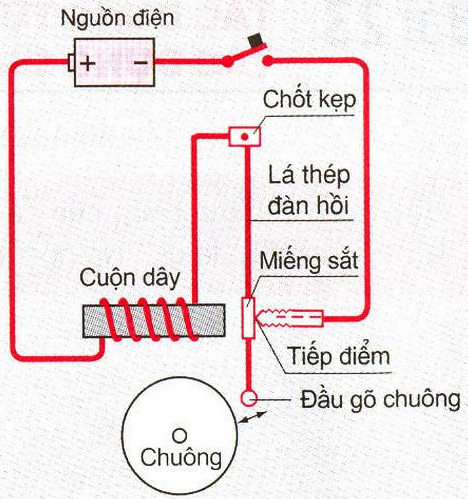 Nguồn điện
+ −
Chốt kẹp
Lá thép
đàn hồi
Cuộn dây
Miếng sắt
Tiếp điểm
Đầu gõ chuông
Chuông